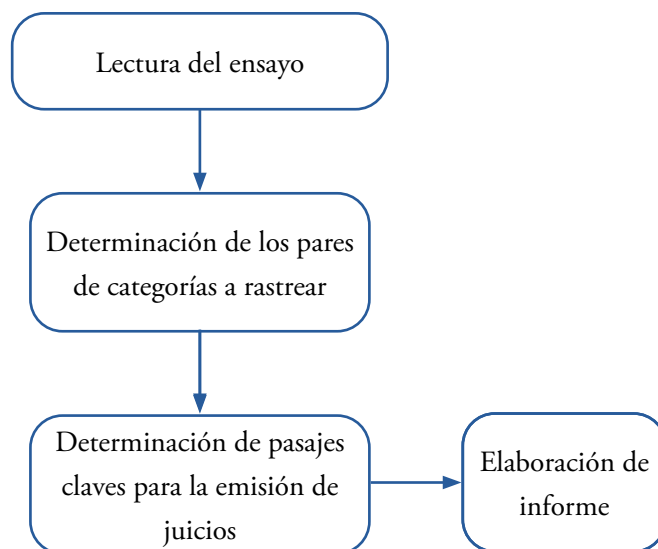 Lectura del ensayo
Determinación de los pares
de categorías a rastrear
Determinación de pasajes
claves para la emisión de
juicios
Elaboración de
informe